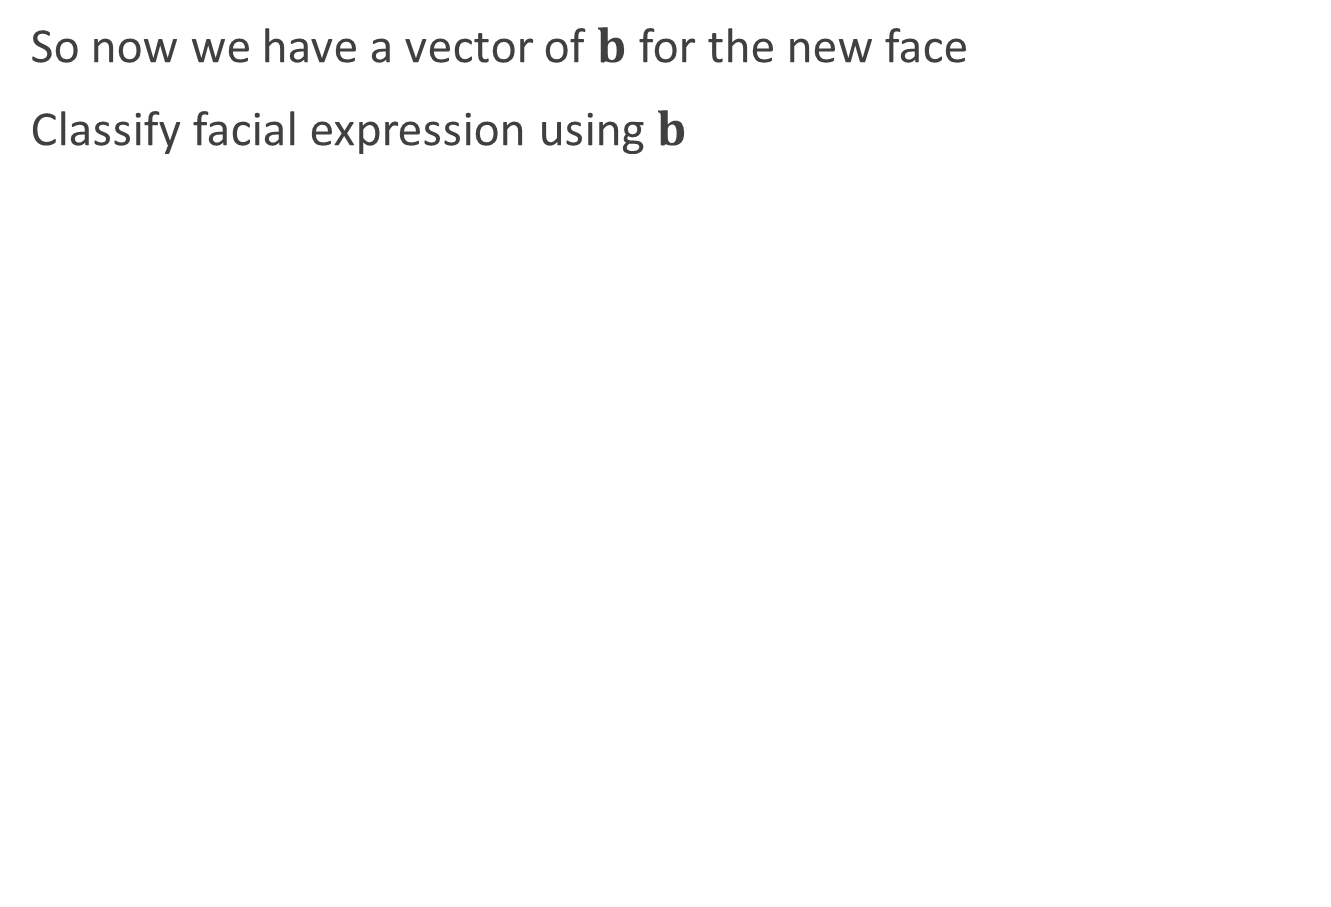 So now we have a vector of b for the new face
Classify facial expression using b